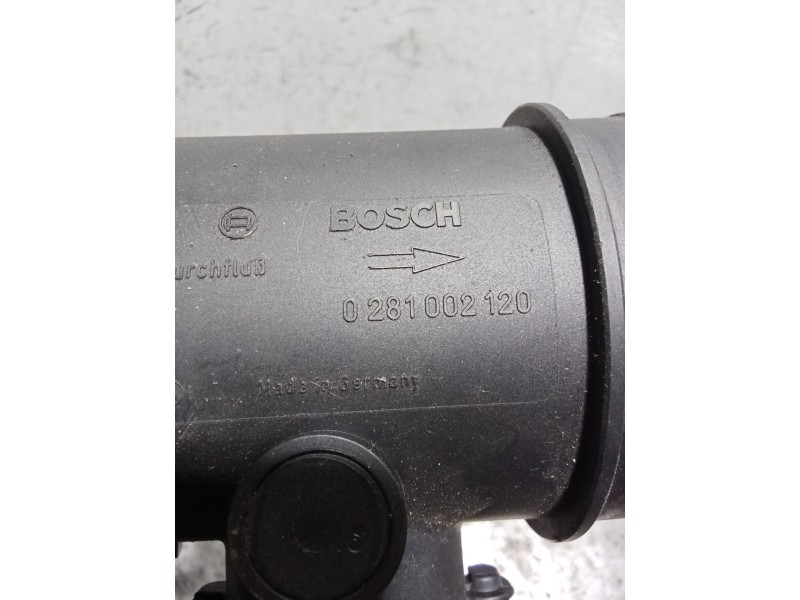 BOSCH
urchfluß
0 281 002 120
Made in Germany